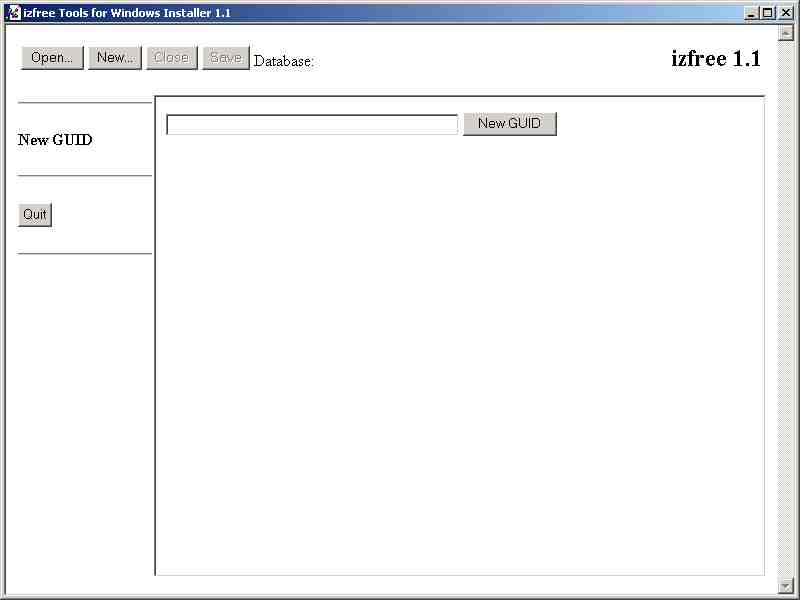 izfree Tools for Windows Installer 1.1
Open... New... Close Save Database: izfree 1.1
New GUID
New GUID
Quit